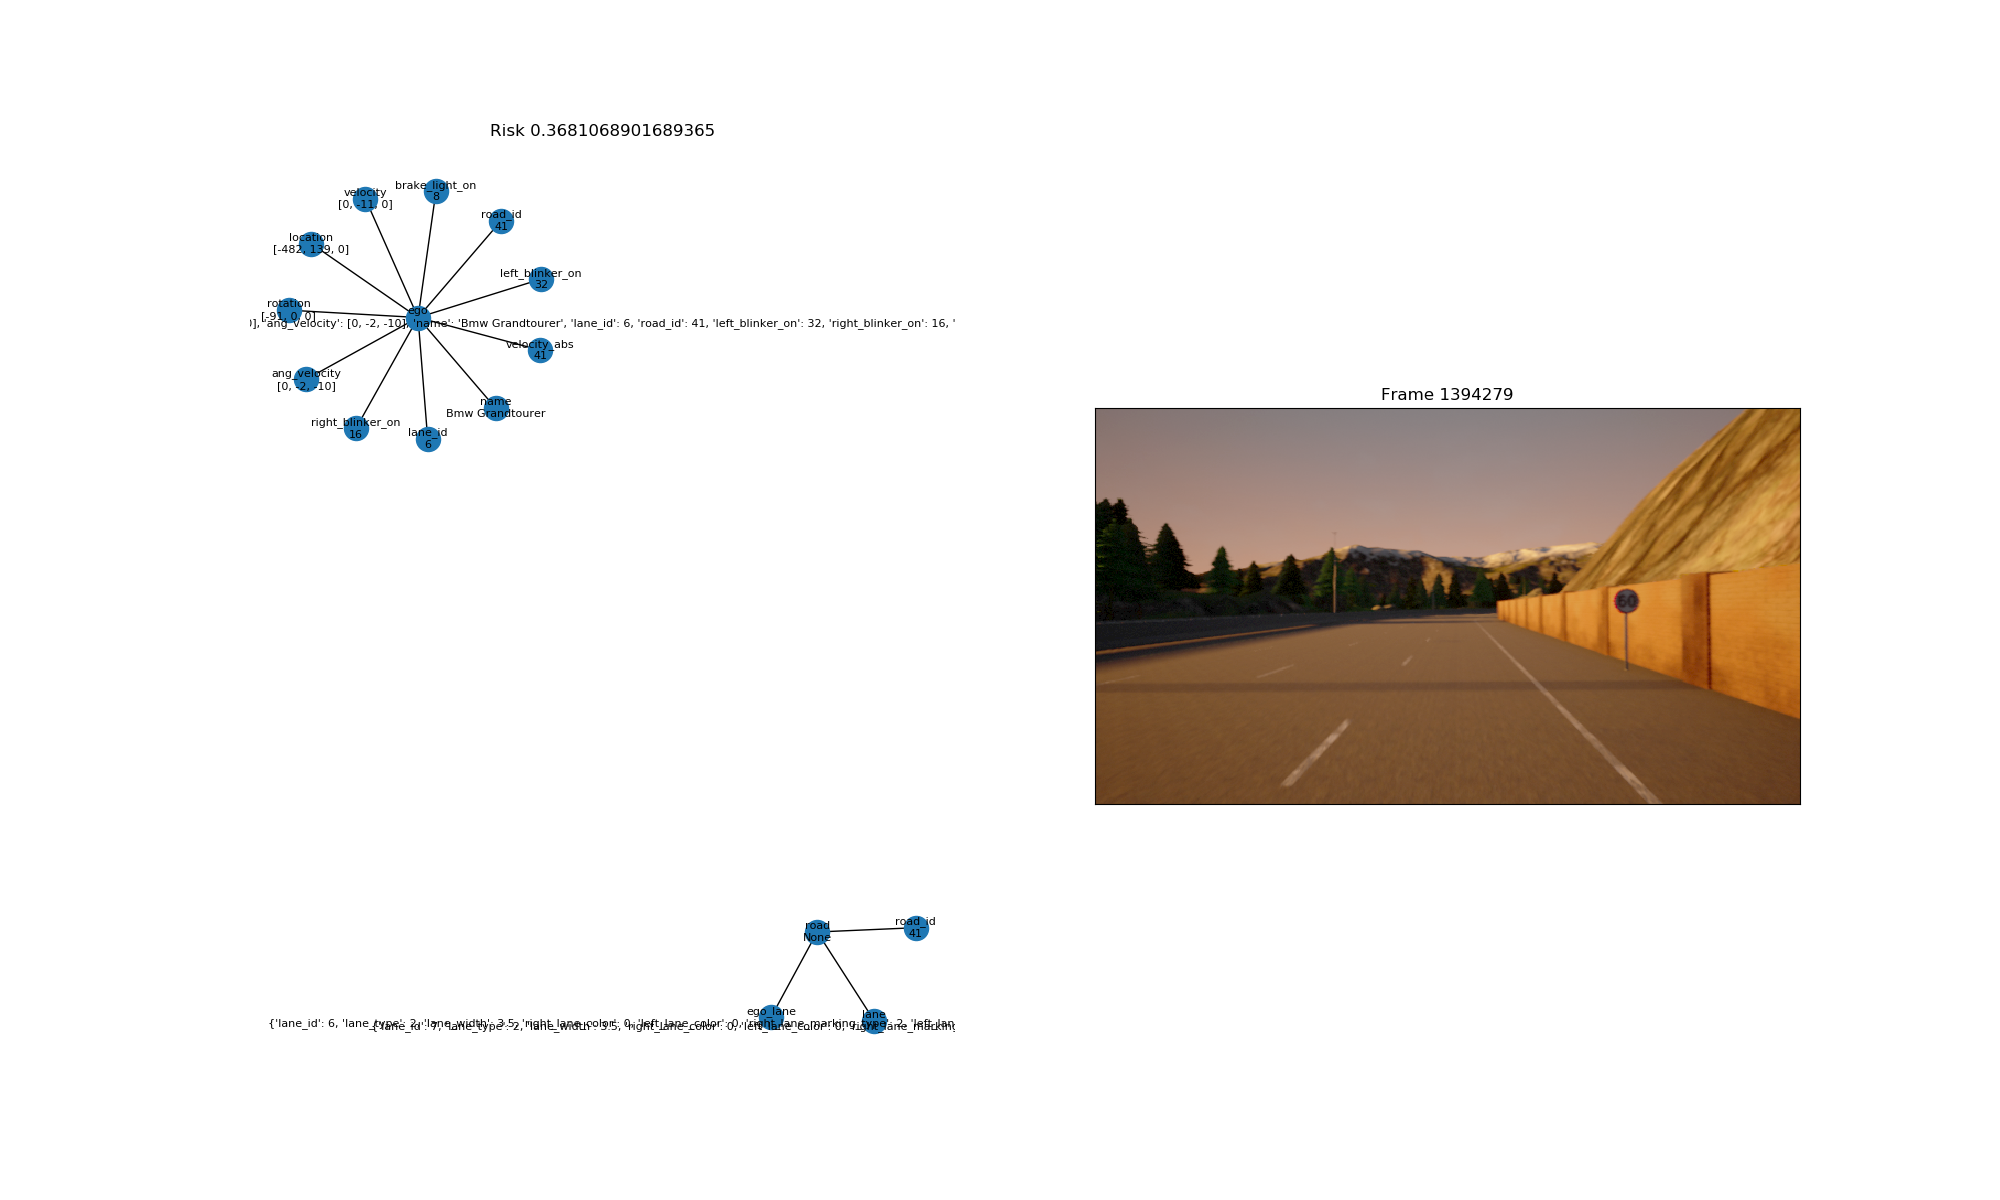 Risk 0.3681068901689365
brake_light_on
8
velocity
[0, -11, 0]
road_id
41
location
[-482, 139, 0]
left_blinker_on
32
rotation
[-91, 0, 0]
ego
)], 'ang_velocity': [0, -2, -10], 'name': 'Bmw Grandtourer', 'lane_id': 6, 'road_id': 41, 'left_blinker_on': 32, 'right_blinker_on': 16, '
velocity_abs
41
ang_velocity
[0, -2, -10]
name
Bmw Grandtourer
right_blinker_on
16
lane_id
6
Frame 1394279
60
road
None
road_id
41
ego_lane
{'lane_id': 6, 'lane_type': 2, 'lane_width': 3.5, 'right_lane_color': 0, 'left_lane_color': 0, 'right_lane_marking_type': 2, 'left_lan
lane
{'lane_id': 7, 'lane_type': 2, 'lane_width': 3.5, 'right_lane_color': 0, 'left_lane_color': 0, 'right_lane_marking